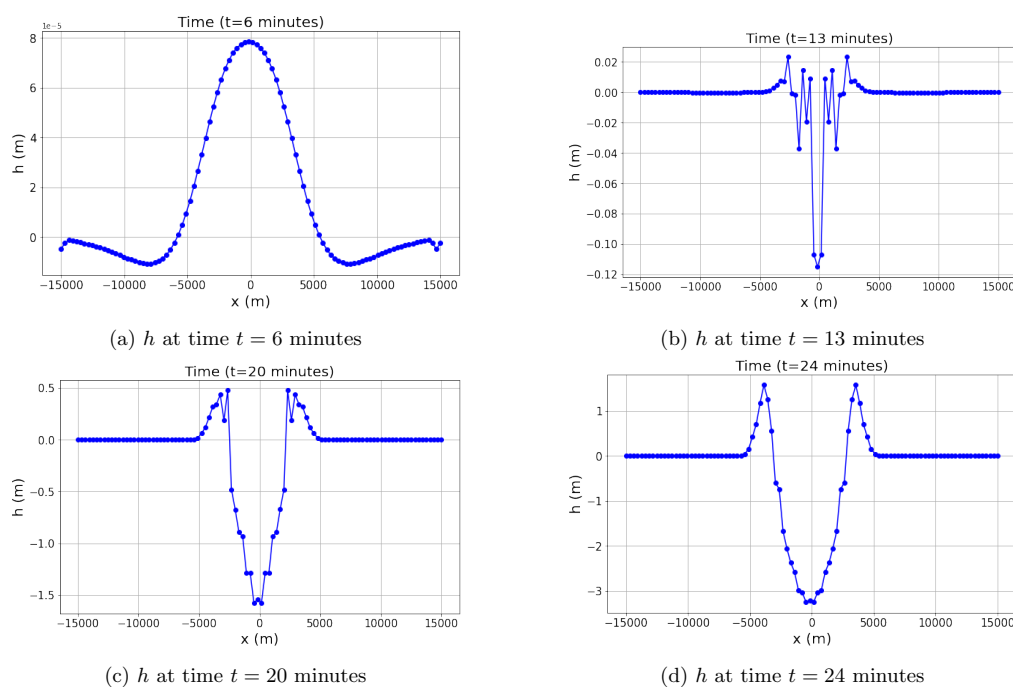 Time (t=6 minutes)
1e−5
8
6
4
2
0
h (m)
−15000 −10000 −5000 0 5000 10000 15000
x (m)
(a) h at time t = 6 minutes
Time (t=13 minutes)
0.02
0.00
−0.02
−0.04
−0.06
−0.08
−0.10
−0.12
h (m)
−15000 −10000 −5000 0 5000 10000 15000
x (m)
(b) h at time t = 13 minutes
Time (t=20 minutes)
0.5
0.0
−0.5
−1.0
−1.5
h (m)
−15000 −10000 −5000 0 5000 10000 15000
x (m)
(c) h at time t = 20 minutes
Time (t=24 minutes)
1
0
−1
−2
−3
h (m)
−15000 −10000 −5000 0 5000 10000 15000
x (m)
(d) h at time t = 24 minutes